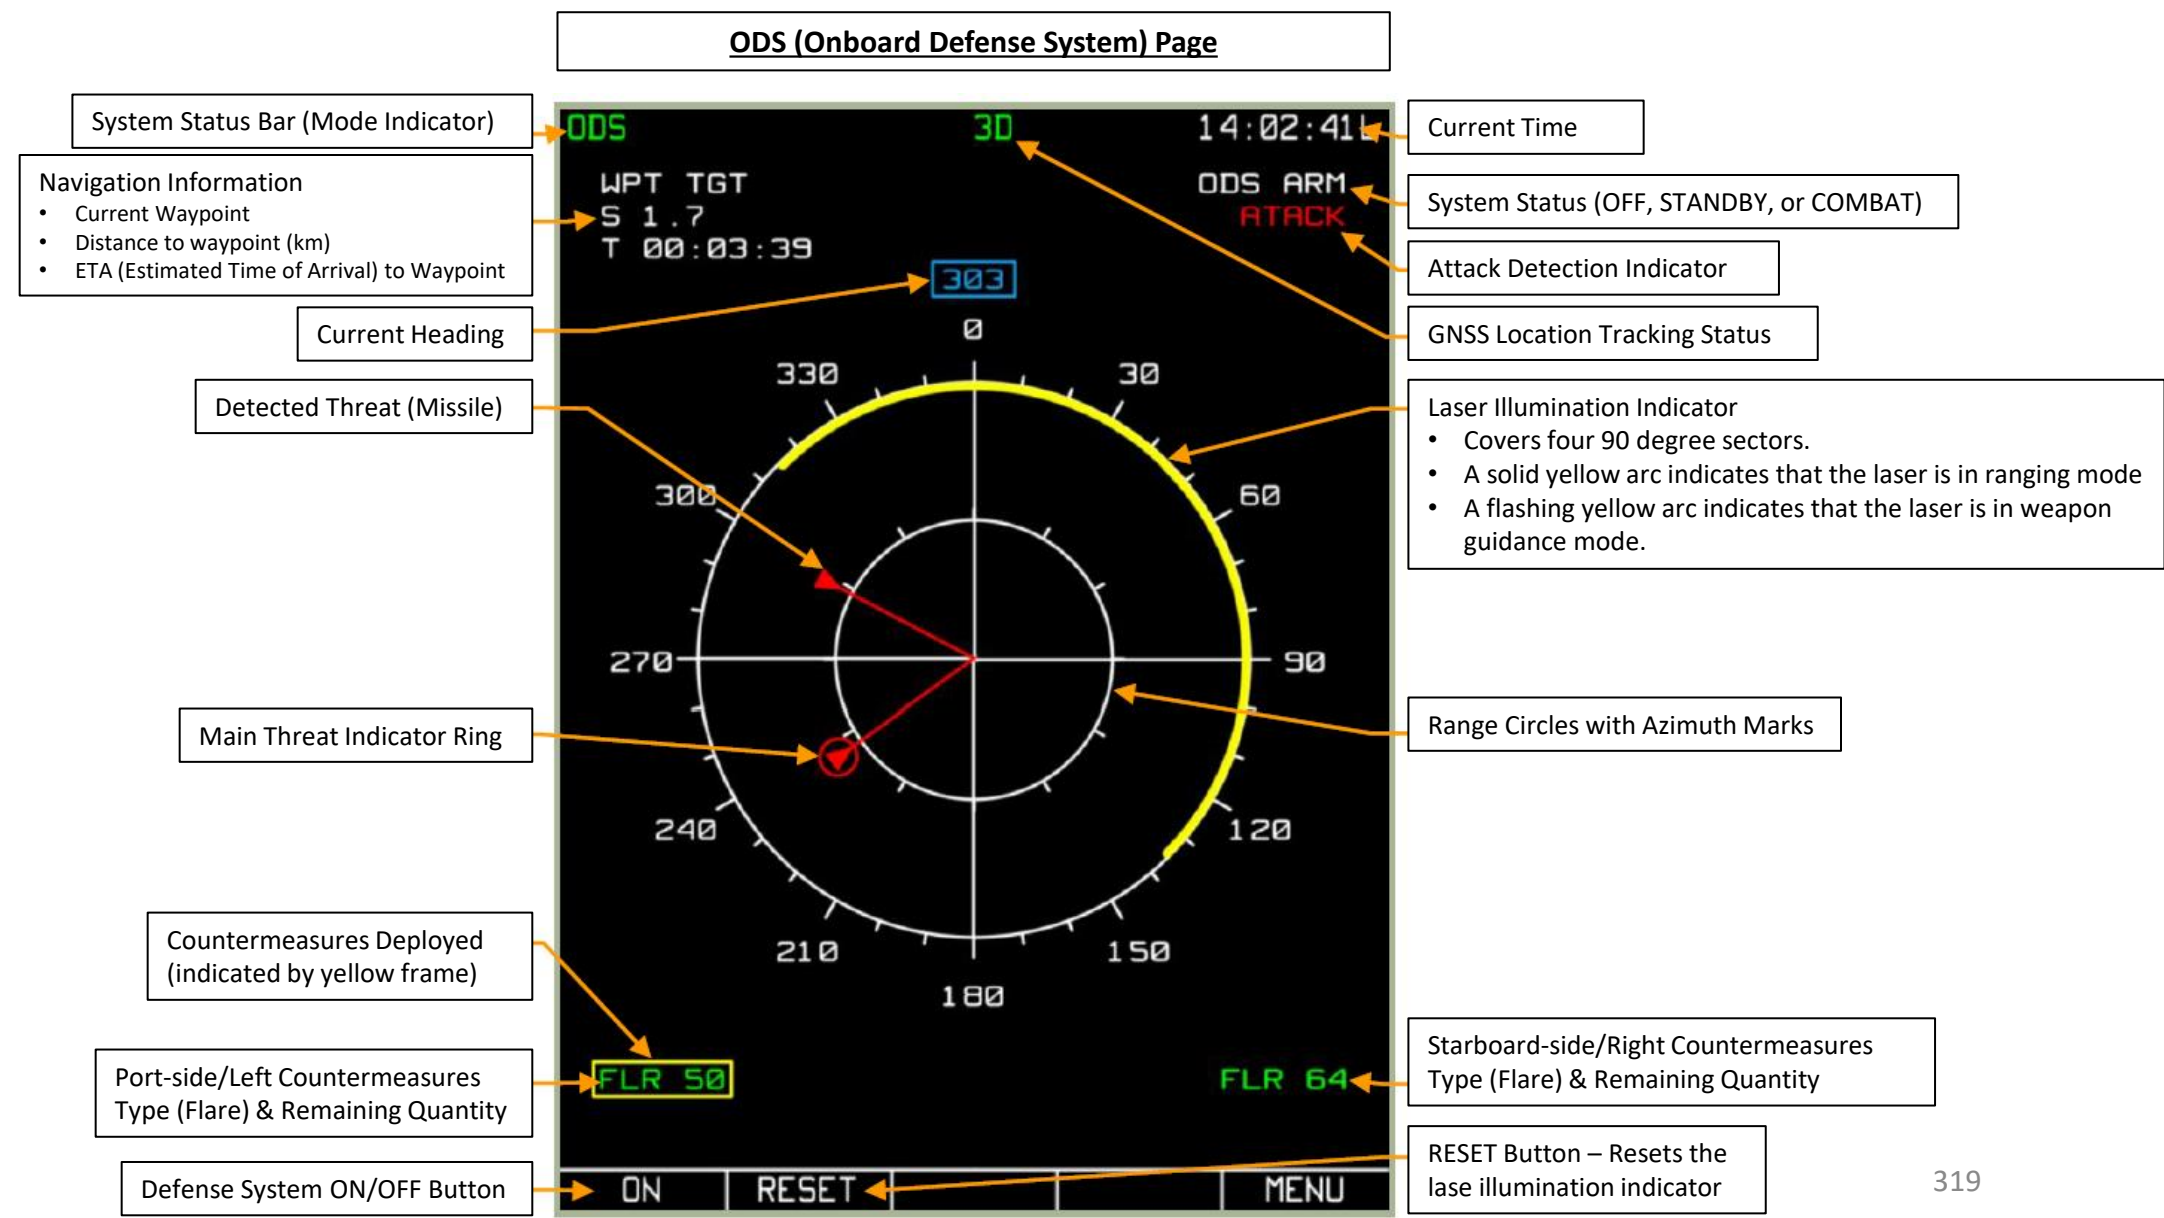 ODS (Onboard Defense System) Page
System Status Bar (Mode Indicator)
Navigation Information
• Current Waypoint
• Distance to waypoint (km)
• ETA (Estimated Time of Arrival) to Waypoint
Current Heading
Detected Threat (Missile)
Main Threat Indicator Ring
Countermeasures Deployed
(indicated by yellow frame)
Port-side/Left Countermeasures
Type (Flare) & Remaining Quantity
Defense System ON/OFF Button
ODS 3D 14:02:41L
WPT TGT
S 1.7
T 00:03:39
ODS ARM
ATACK
303
0
330
30
300
60
270
90
240
120
210
150
180
FLR 50
FLR 64
ON RESET MENU
Current Time
System Status (OFF, STANDBY, or COMBAT)
Attack Detection Indicator
GNSS Location Tracking Status
Laser Illumination Indicator
• Covers four 90 degree sectors.
• A solid yellow arc indicates that the laser is in ranging mode
• A flashing yellow arc indicates that the laser is in weapon
guidance mode.
Range Circles with Azimuth Marks
Starboard-side/Right Countermeasures
Type (Flare) & Remaining Quantity
RESET Button – Resets the
lase illumination indicator
319